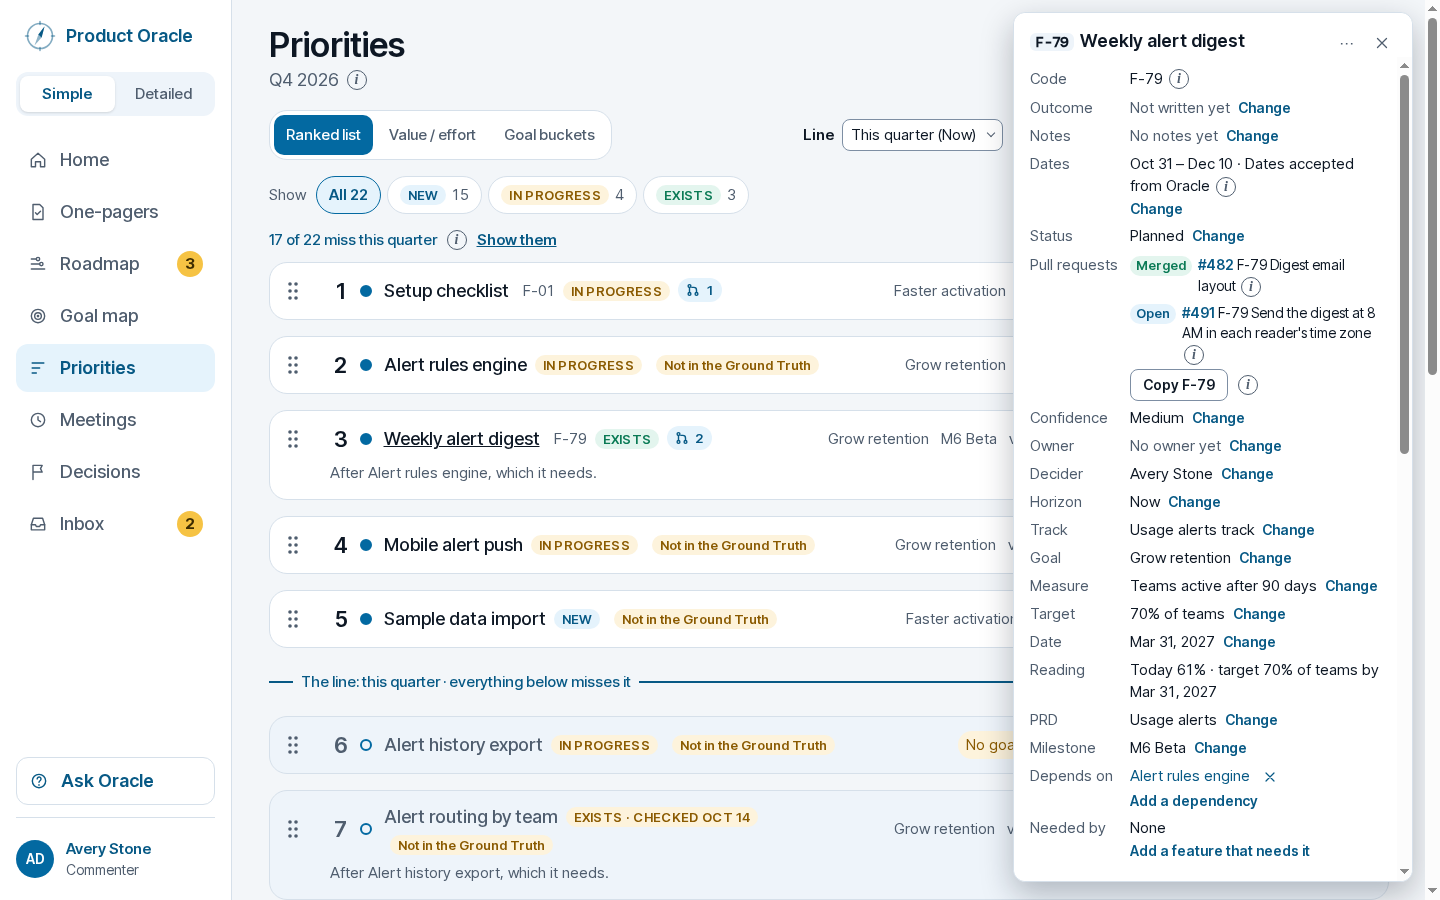 Product Oracle
Simple
Detailed
Home
One-pagers
Roadmap
3
Goal map
Priorities
Meetings
Decisions
Inbox
2
Ask Oracle
AD
Avery Stone
Commenter
Priorities
Q4 2026 i
Ranked list
Value / effort
Goal buckets
Line
This quarter (Now)
Show
All 22
NEW 15
IN PROGRESS 4
EXISTS 3
17 of 22 miss this quarter i Show them
1 Setup checklist F-01 IN PROGRESS 1 Faster activation
2 Alert rules engine IN PROGRESS Not in the Ground Truth Grow retention
3 Weekly alert digest F-79 EXISTS 2 Grow retention M6 Beta
After Alert rules engine, which it needs.
4 Mobile alert push IN PROGRESS Not in the Ground Truth Grow retention
5 Sample data import NEW Not in the Ground Truth Faster activation
The line: this quarter · everything below misses it
6 Alert history export IN PROGRESS Not in the Ground Truth No goa
7 Alert routing by team EXISTS · CHECKED OCT 14 Grow retention
Not in the Ground Truth
After Alert history export, which it needs.
F-79 Weekly alert digest
Code F-79 i
Outcome Not written yet Change
Notes No notes yet Change
Dates Oct 31 – Dec 10 · Dates accepted
from Oracle i
Change
Status Planned Change
Pull requests Merged #482 F-79 Digest email
layout i
Open #491 F-79 Send the digest at 8
AM in each reader's time zone
i
Copy F-79 i
Confidence Medium Change
Owner No owner yet Change
Decider Avery Stone Change
Horizon Now Change
Track Usage alerts track Change
Goal Grow retention Change
Measure Teams active after 90 days Change
Target 70% of teams Change
Date Mar 31, 2027 Change
Reading Today 61% · target 70% of teams by
Mar 31, 2027
PRD Usage alerts Change
Milestone M6 Beta Change
Depends on Alert rules engine
Add a dependency
Needed by None
Add a feature that needs it